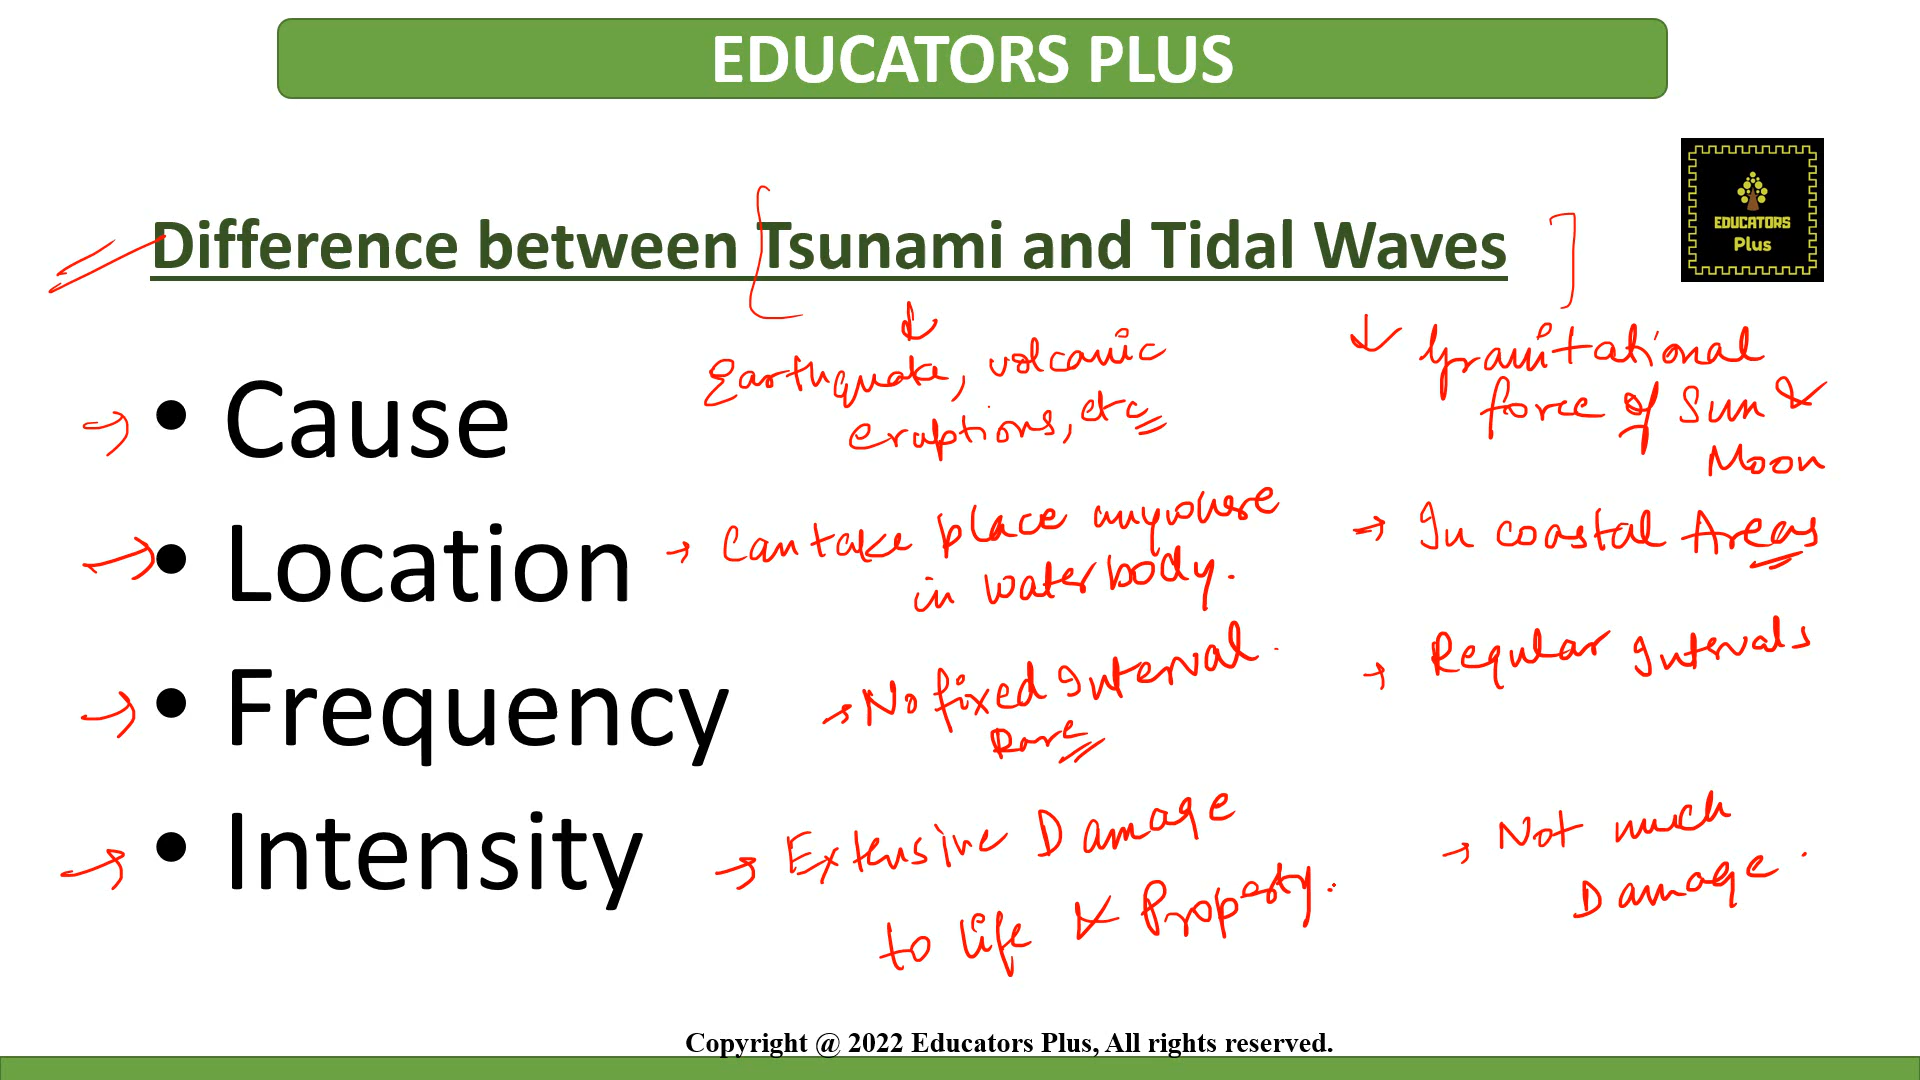 EDUCATORS PLUS
EDUCATORS
Plus
Difference between Tsunami and Tidal Waves
• Cause
Earthquake, volcanic
eruptions, etc
Gravitational
force of Sun &
Moon
• Location
Can take place anywhere
in water body.
In coastal Areas
• Frequency
No fixed Interval.
Rare
Regular Intervals
• Intensity
Extensive Damage
to life & Property.
Not much
Damage.
Copyright @ 2022 Educators Plus, All rights reserved.